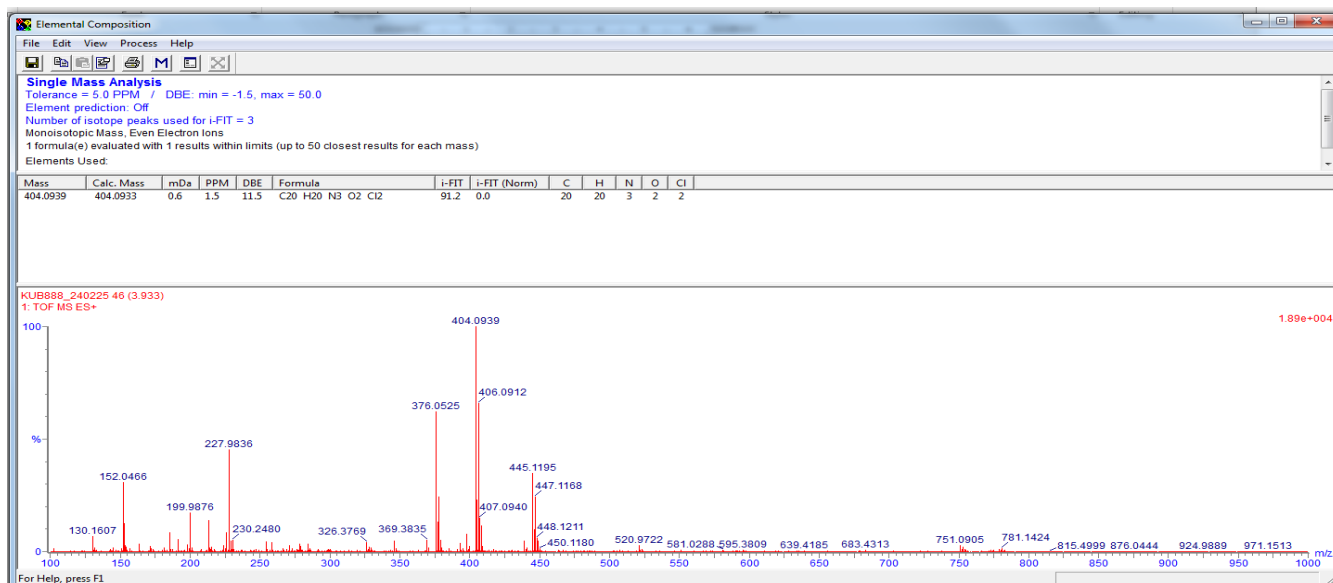 Elemental Composition
File Edit View Process Help
M
Single Mass Analysis
Tolerance = 5.0 PPM / DBE: min = -1.5, max = 50.0
Element prediction: Off
Number of isotope peaks used for i-FIT = 3
Monoisotopic Mass, Even Electron Ions
1 formula(e) evaluated with 1 results within limits (up to 50 closest results for each mass)
Elements Used:
Mass Calc. Mass mDa PPM DBE Formula i-FIT i-FIT (Norm) C H N O Cl
404.0939 404.0933 0.6 1.5 11.5 C20 H20 N3 O2 Cl2 91.2 0.0 20 20 3 2 2
KUB888_240225 46 (3.933)
1: TOF MS ES+
1.89e+004
100
%
0
404.0939
406.0912
376.0525
227.9836
445.1195
152.0466
447.1168
199.9876
407.0940
130.1607
230.2480
326.3769
369.3835
448.1211
450.1180
520.9722
581.0288
595.3809
639.4185
683.4313
751.0905
781.1424
815.4999
876.0444
924.9889
971.1513
100 150 200 250 300 350 400 450 500 550 600 650 700 750 800 850 900 950 1000 m/z
For Help, press F1